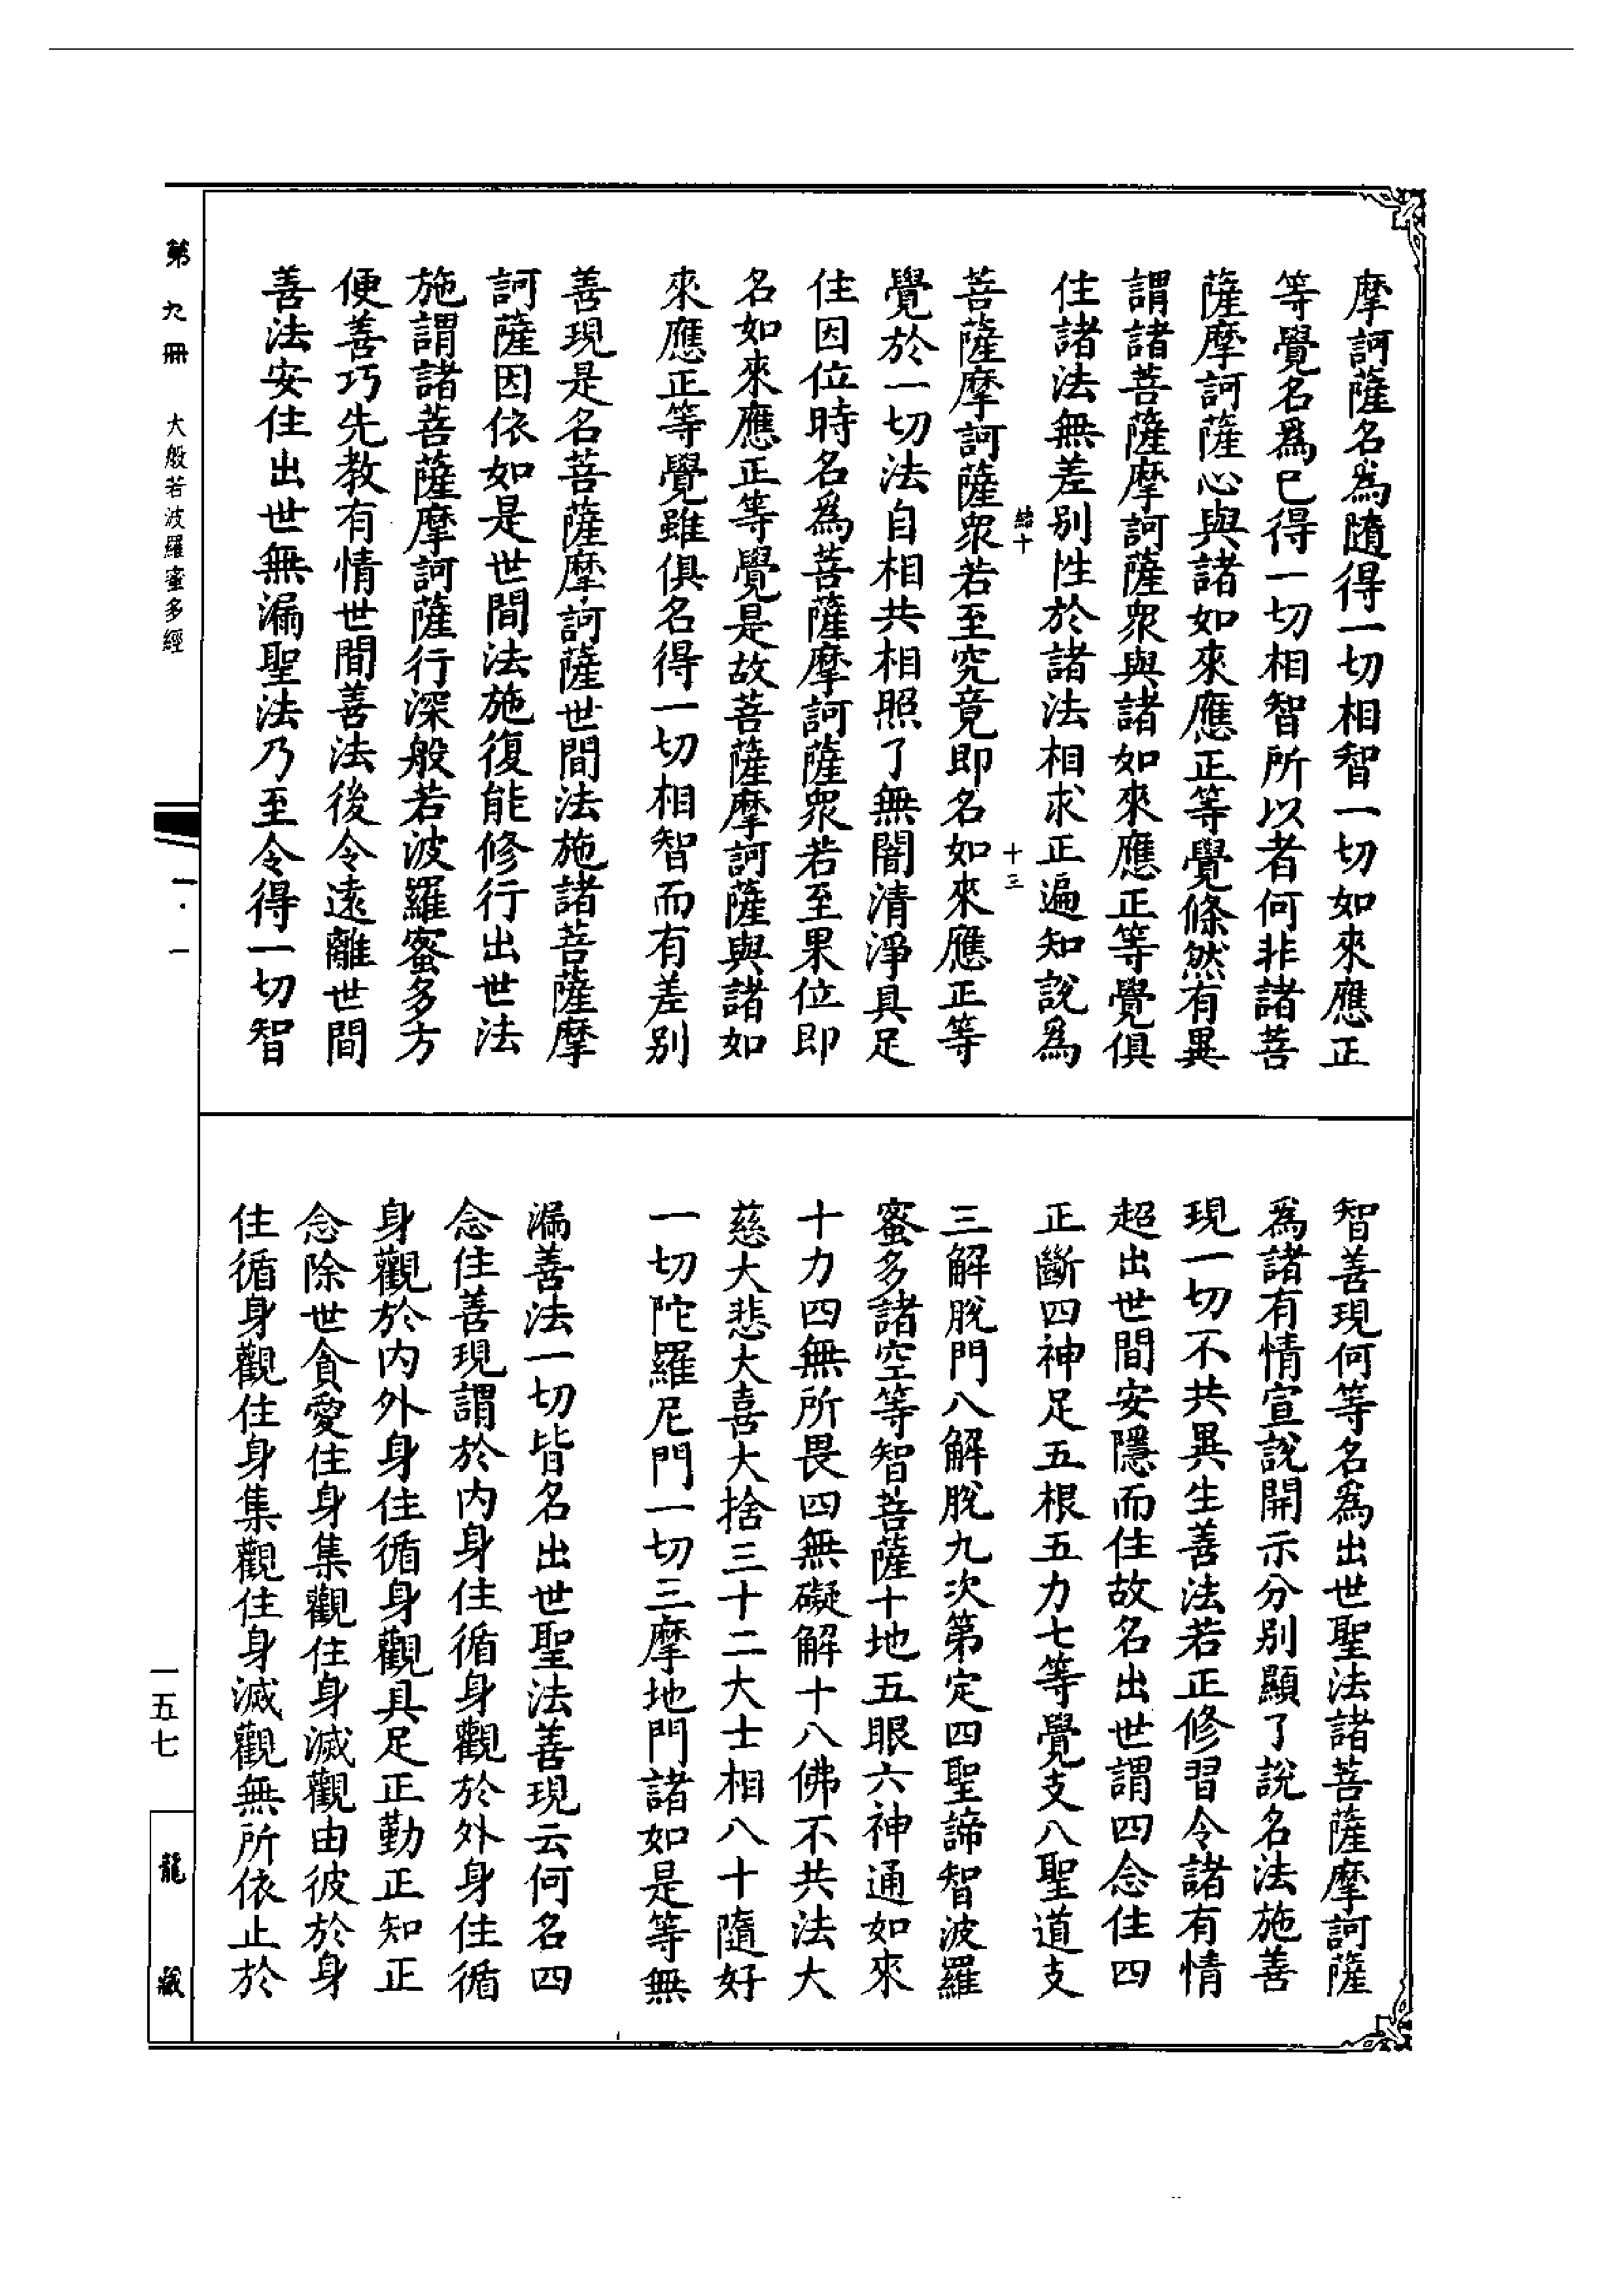 摩訶薩名爲隨得一切相智一切如來應正
等覺名爲已得一切相智所以者何非諸菩
薩摩訶薩心與諸如來應正等覺條然有異
謂諸菩薩摩訶薩衆與諸如來應正等覺俱
住諸法無差別性於諸法相求正遍知說爲
結十 十三
菩薩摩訶薩衆若至究竟即名如來應正等
覺於一切法自相共相照了無闇清淨具足
住因位時名爲菩薩摩訶薩衆若至果位即
名如來應正等覺是故菩薩摩訶薩與諸如
來應正等覺雖俱名得一切相智而有差別
善現是名菩薩摩訶薩世間法施諸菩薩摩
訶薩因依如是世間法施復能修行出世法
施謂諸菩薩摩訶薩行深般若波羅蜜多方
便善巧先教有情世間善法後令遠離世間
善法安住出世無漏聖法乃至令得一切智
智善現何等名爲出世聖法諸菩薩摩訶薩
爲諸有情宣說開示分別顯了說名法施善
現一切不共異生善法若正修習令諸有情
超出世間安隱而住故名出世謂四念住四
正斷四神足五根五力七等覺支八聖道支
三解脫門八解脫九次第定四聖諦智波羅
蜜多諸空等智菩薩十地五眼六神通如來
十力四無所畏四無礙解十八佛不共法大
慈大悲大喜大捨三十二大士相八十隨好
一切陀羅尼門一切三摩地門諸如是等無
漏善法一切皆名出世聖法善現云何名四
念住善現謂於內身住循身觀於外身住循
身觀於內外身住循身觀具足正勤正知正
念除世貪愛住身集觀住身滅觀由彼於身
住循身觀住身集觀住身滅觀無所依止於
第九冊 大般若波羅蜜多經 一·一
一五七 龍藏